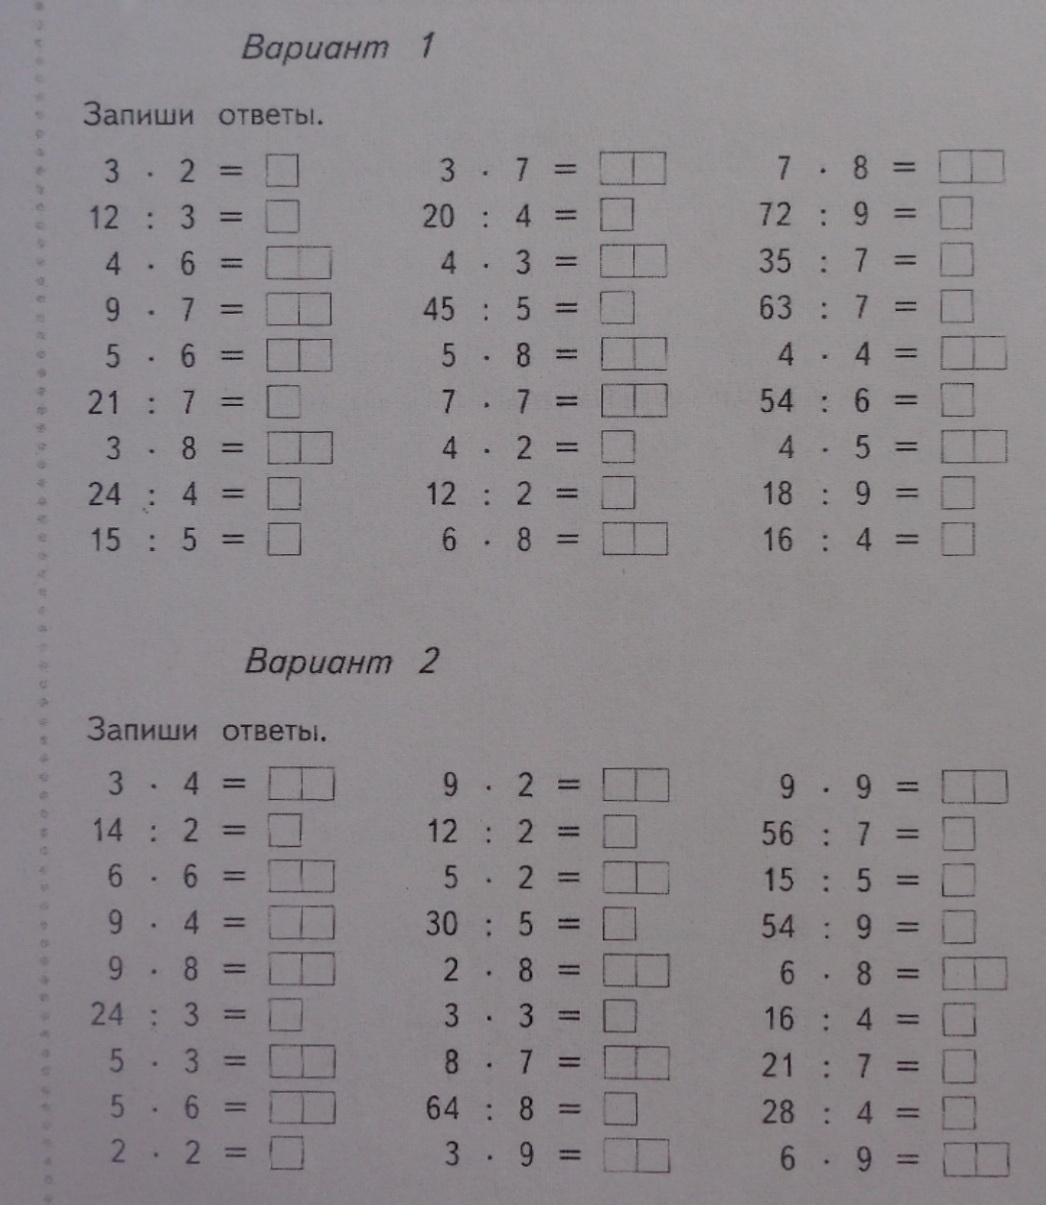 Вариант 1
Запиши ответы.
3 · 2 = 3 · 7 = 7 · 8 =
12 : 3 = 20 : 4 = 72 : 9 =
4 · 6 = 4 · 3 = 35 : 7 =
9 · 7 = 45 : 5 = 63 : 7 =
5 · 6 = 5 · 8 = 4 · 4 =
21 : 7 = 7 · 7 = 54 : 6 =
3 · 8 = 4 · 2 = 4 · 5 =
24 : 4 = 12 : 2 = 18 : 9 =
15 : 5 = 6 · 8 = 16 : 4 =
Вариант 2
Запиши ответы.
3 · 4 = 9 · 2 = 9 · 9 =
14 : 2 = 12 : 2 = 56 : 7 =
6 · 6 = 5 · 2 = 15 : 5 =
9 · 4 = 30 : 5 = 54 : 9 =
9 · 8 = 2 · 8 = 6 · 8 =
24 : 3 = 3 · 3 = 16 : 4 =
5 · 3 = 8 · 7 = 21 : 7 =
5 · 6 = 64 : 8 = 28 : 4 =
2 · 2 = 3 · 9 = 6 · 9 =